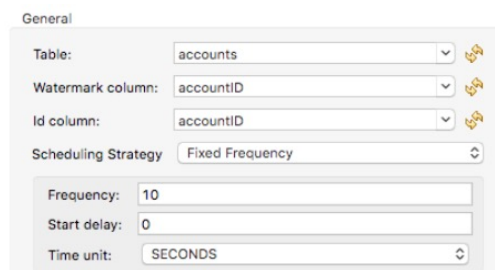 General
Table: accounts
Watermark column: accountID
Id column: accountID
Scheduling Strategy Fixed Frequency
Frequency: 10
Start delay: 0
Time unit: SECONDS